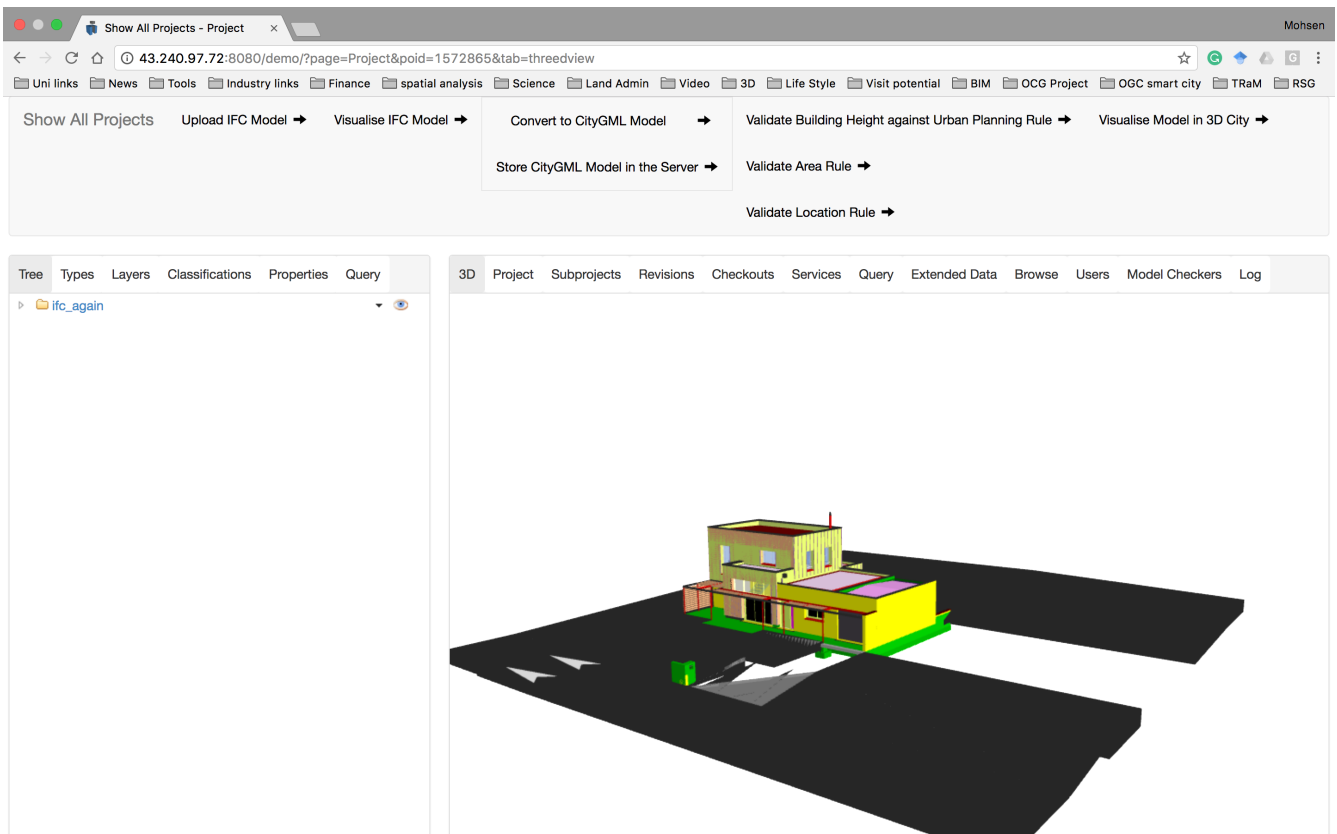 Show All Projects - Project
Mohsen
43.240.97.72:8080/demo/?page=Project&poid=1572865&tab=threedview
Uni links News Tools Industry links Finance spatial analysis Science Land Admin Video 3D Life Style Visit potential BIM OCG Project OGC smart city TRaM RSG
Show All Projects Upload IFC Model Visualise IFC Model Convert to CityGML Model Validate Building Height against Urban Planning Rule Visualise Model in 3D City
Store CityGML Model in the Server Validate Area Rule
Validate Location Rule
Tree Types Layers Classifications Properties Query 3D Project Subprojects Revisions Checkouts Services Query Extended Data Browse Users Model Checkers Log
ifc_again